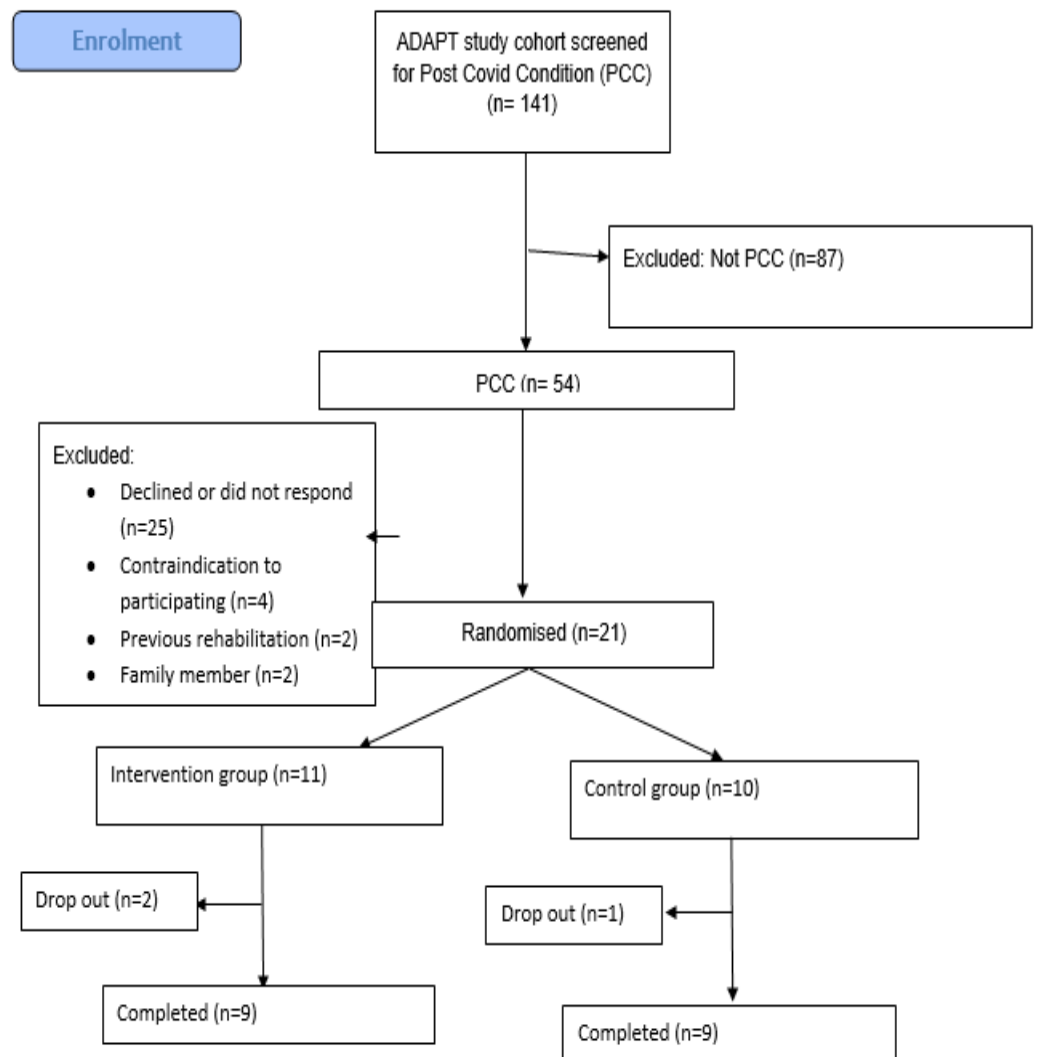 Enrolment
ADAPT study cohort screened
for Post Covid Condition (PCC)
(n= 141)
Excluded: Not PCC (n=87)
PCC (n= 54)
Excluded:
• Declined or did not respond
(n=25)
• Contraindication to
participating (n=4)
• Previous rehabilitation (n=2)
• Family member (n=2)
Randomised (n=21)
Intervention group (n=11)
Control group (n=10)
Drop out (n=2)
Drop out (n=1)
Completed (n=9)
Completed (n=9)